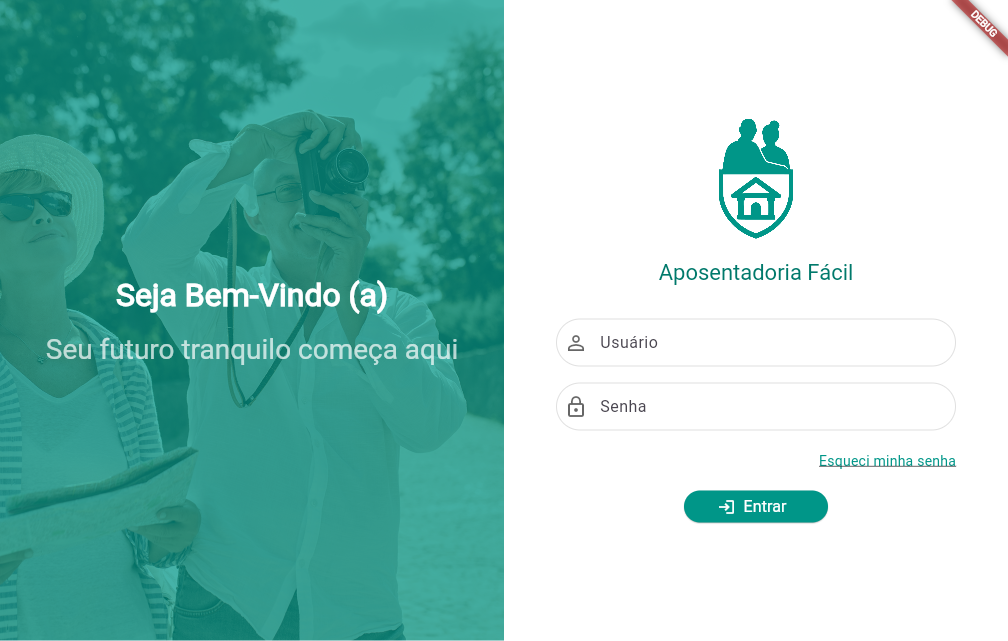 Seja Bem-Vindo (a)
Seu futuro tranquilo começa aqui
DEBUG
Aposentadoria Fácil
Usuário
Senha
Esqueci minha senha
Entrar